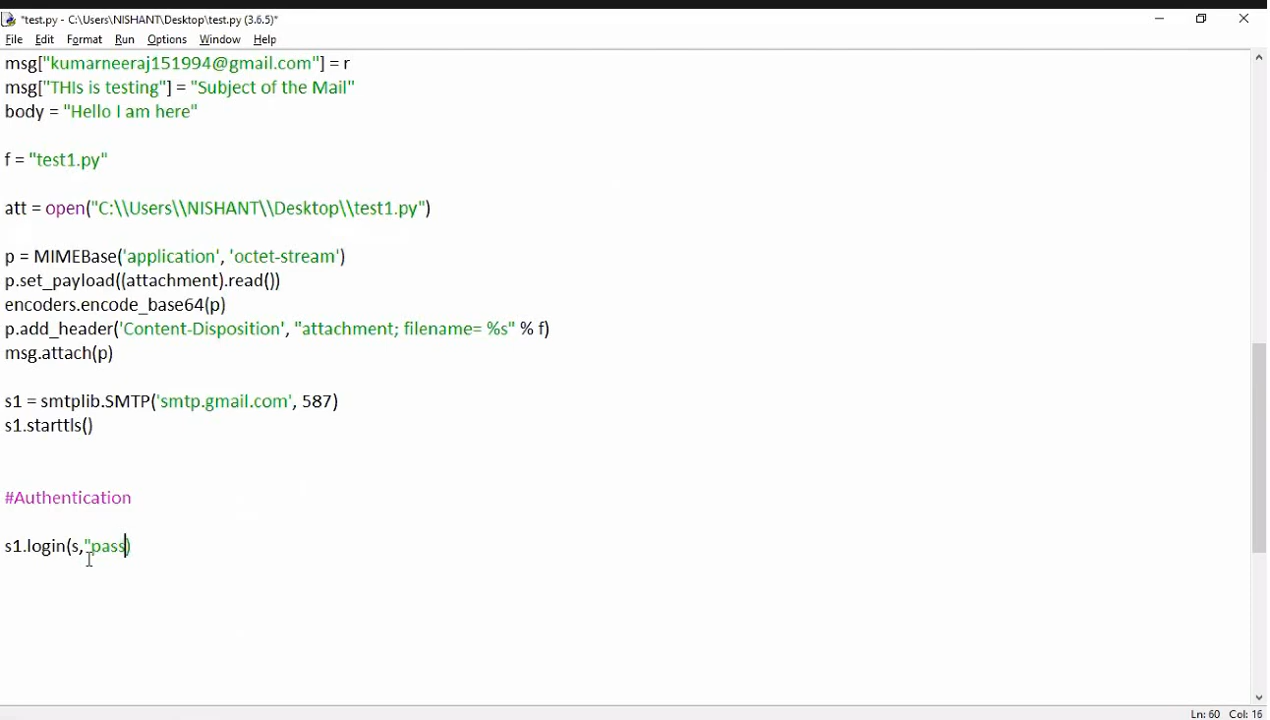 *test.py - C:\Users\NISHANT\Desktop\test.py (3.6.5)*
File Edit Format Run Options Window Help
msg["kumarneeraj151994@gmail.com"] = r
msg["THIs is testing"] = "Subject of the Mail"
body = "Hello I am here"
f = "test1.py"
att = open("C:\\Users\\NISHANT\\Desktop\\test1.py")
p = MIMEBase('application', 'octet-stream')
p.set_payload((attachment).read())
encoders.encode_base64(p)
p.add_header('Content-Disposition', "attachment; filename= %s" % f)
msg.attach(p)
s1 = smtplib.SMTP('smtp.gmail.com', 587)
s1.starttls()
#Authentication
s1.login(s,"pass)
Ln: 60 Col: 16